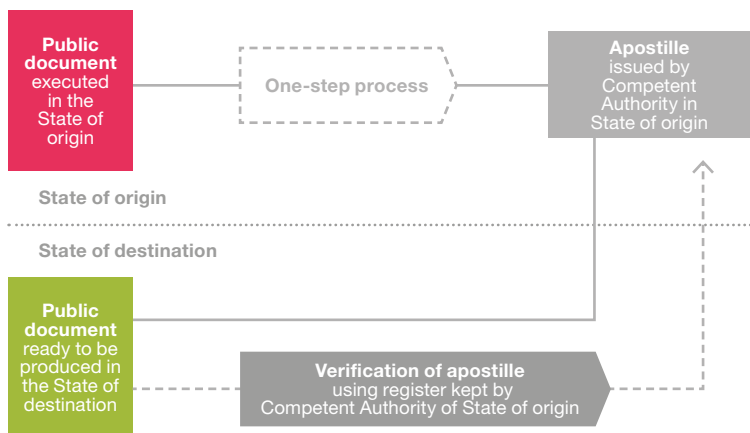 Public
document
executed
in the
State of
origin
One-step process
Apostille
issued by
Competent
Authority in
State of origin
State of origin
State of destination
Public
document
ready to be
produced in
the State of
destination
Verification of apostille
using register kept by
Competent Authority of State of origin